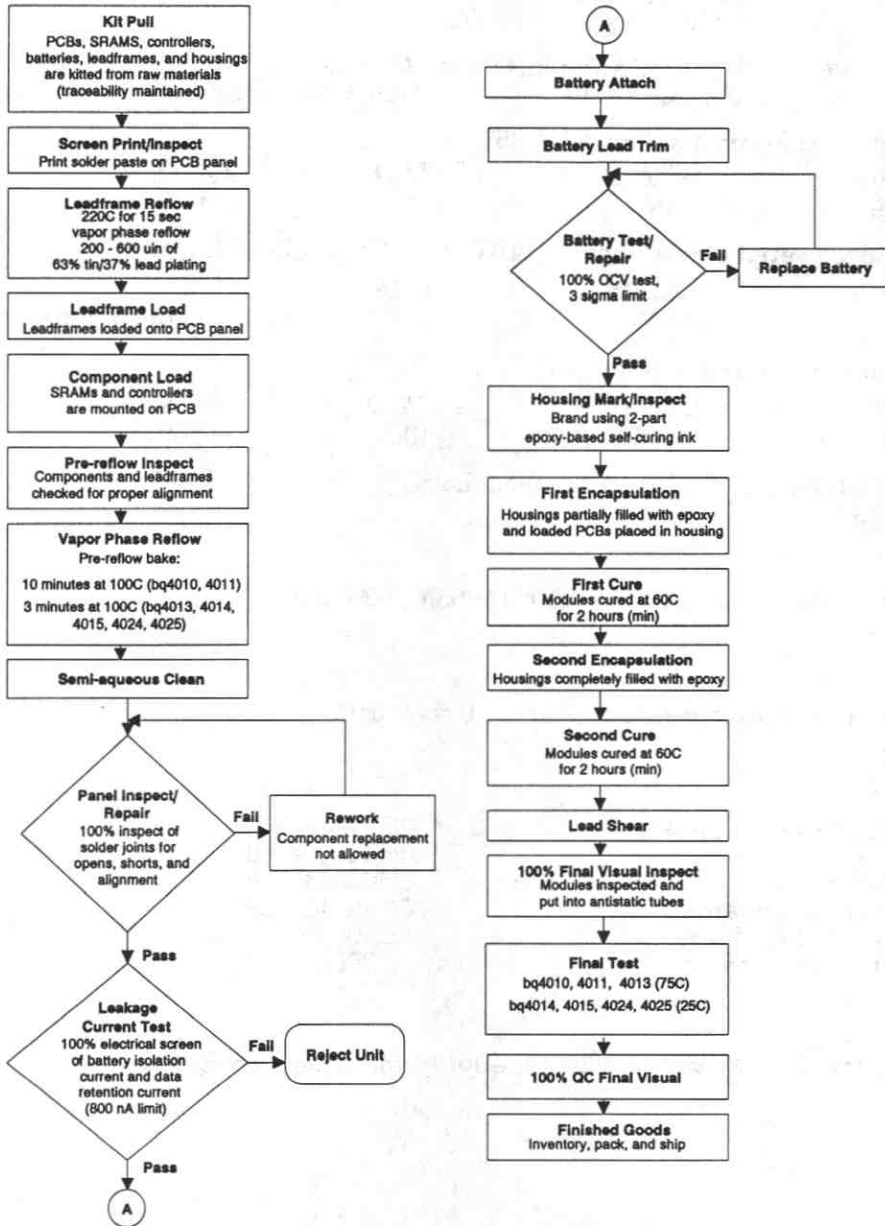 Kit Pull
PCBs, SRAMS, controllers,
batteries, leadframes, and housings
are kitted from raw materials
(traceability maintained)
Screen Print/Inspect
Print solder paste on PCB panel
Leadframe Reflow
220C for 15 sec
vapor phase reflow
200 - 600 uin of
63% tin/37% lead plating
Leadframe Load
Leadframes loaded onto PCB panel
Component Load
SRAMs and controllers
are mounted on PCB
Pre-reflow Inspect
Components and leadframes
checked for proper alignment
Vapor Phase Reflow
Pre-reflow bake:
10 minutes at 100C (bq4010, 4011)
3 minutes at 100C (bq4013, 4014,
4015, 4024, 4025)
Semi-aqueous Clean
Panel Inspect/
Repair
100% inspect of
solder joints for
opens, shorts, and
alignment
Fail
Rework
Component replacement
not allowed
Pass
Leakage
Current Test
100% electrical screen
of battery isolation
current and data
retention current
(800 nA limit)
Fail
Reject Unit
Pass
A
A
Battery Attach
Battery Lead Trim
Battery Test/
Repair
100% OCV test,
3 sigma limit
Fail
Replace Battery
Pass
Housing Mark/Inspect
Brand using 2-part
epoxy-based self-curing ink
First Encapsulation
Housings partially filled with epoxy
and loaded PCBs placed in housing
First Cure
Modules cured at 60C
for 2 hours (min)
Second Encapsulation
Housings completely filled with epoxy
Second Cure
Modules cured at 60C
for 2 hours (min)
Lead Shear
100% Final Visual Inspect
Modules inspected and
put into antistatic tubes
Final Test
bq4010, 4011, 4013 (75C)
bq4014, 4015, 4024, 4025 (25C)
100% QC Final Visual
Finished Goods
Inventory, pack, and ship